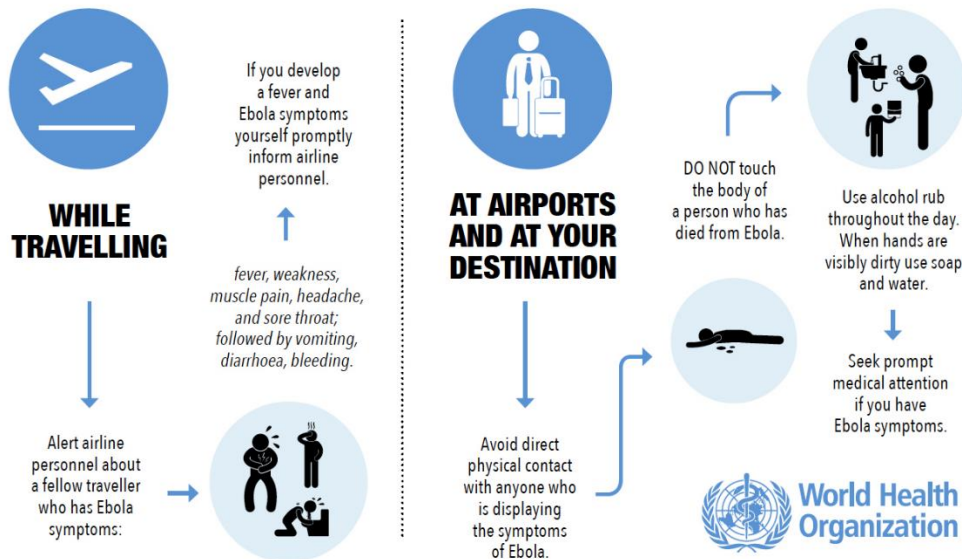 WHILE
TRAVELLING
Alert airline
personnel about
a fellow traveller
who has Ebola
symptoms:
fever, weakness,
muscle pain, headache,
and sore throat;
followed by vomiting,
diarrhoea, bleeding.
If you develop
a fever and
Ebola symptoms
yourself promptly
inform airline
personnel.
AT AIRPORTS
AND AT YOUR
DESTINATION
Avoid direct
physical contact
with anyone who
is displaying
the symptoms
of Ebola.
DO NOT touch
the body of
a person who has
died from Ebola.
Use alcohol rub
throughout the day.
When hands are
visibly dirty use soap
and water.
Seek prompt
medical attention
if you have
Ebola symptoms.
World Health
Organization